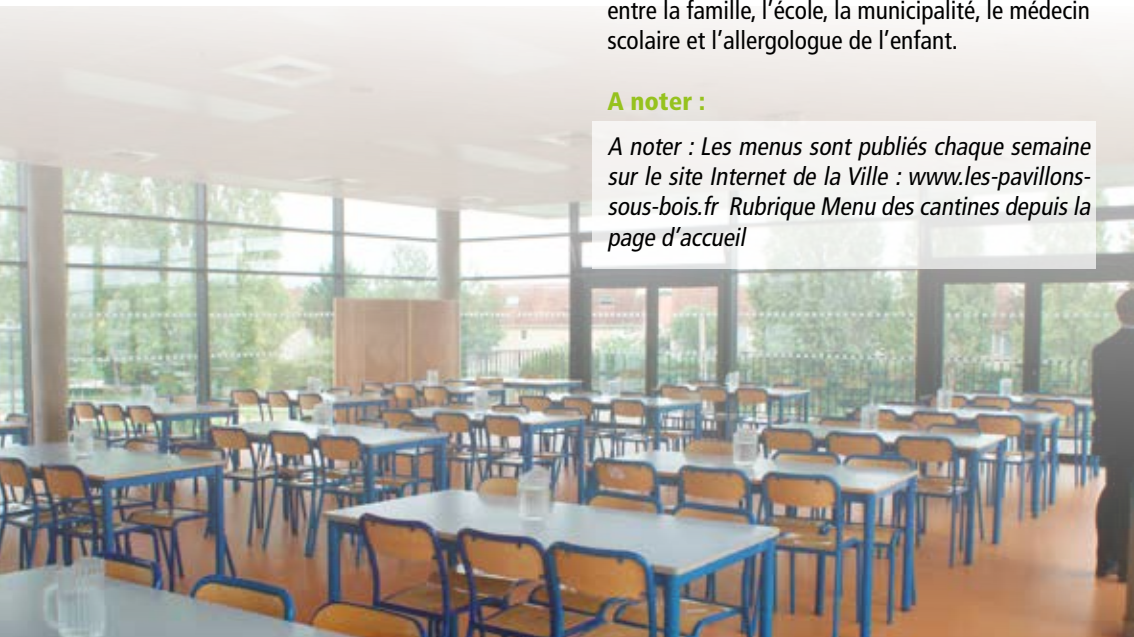 entre la famille, l’école, la municipalité, le médecin
scolaire et l’allergologue de l’enfant.
A noter :
A noter : Les menus sont publiés chaque semaine
sur le site Internet de la Ville : www.les-pavillons-
sous-bois.fr Rubrique Menu des cantines depuis la
page d’accueil